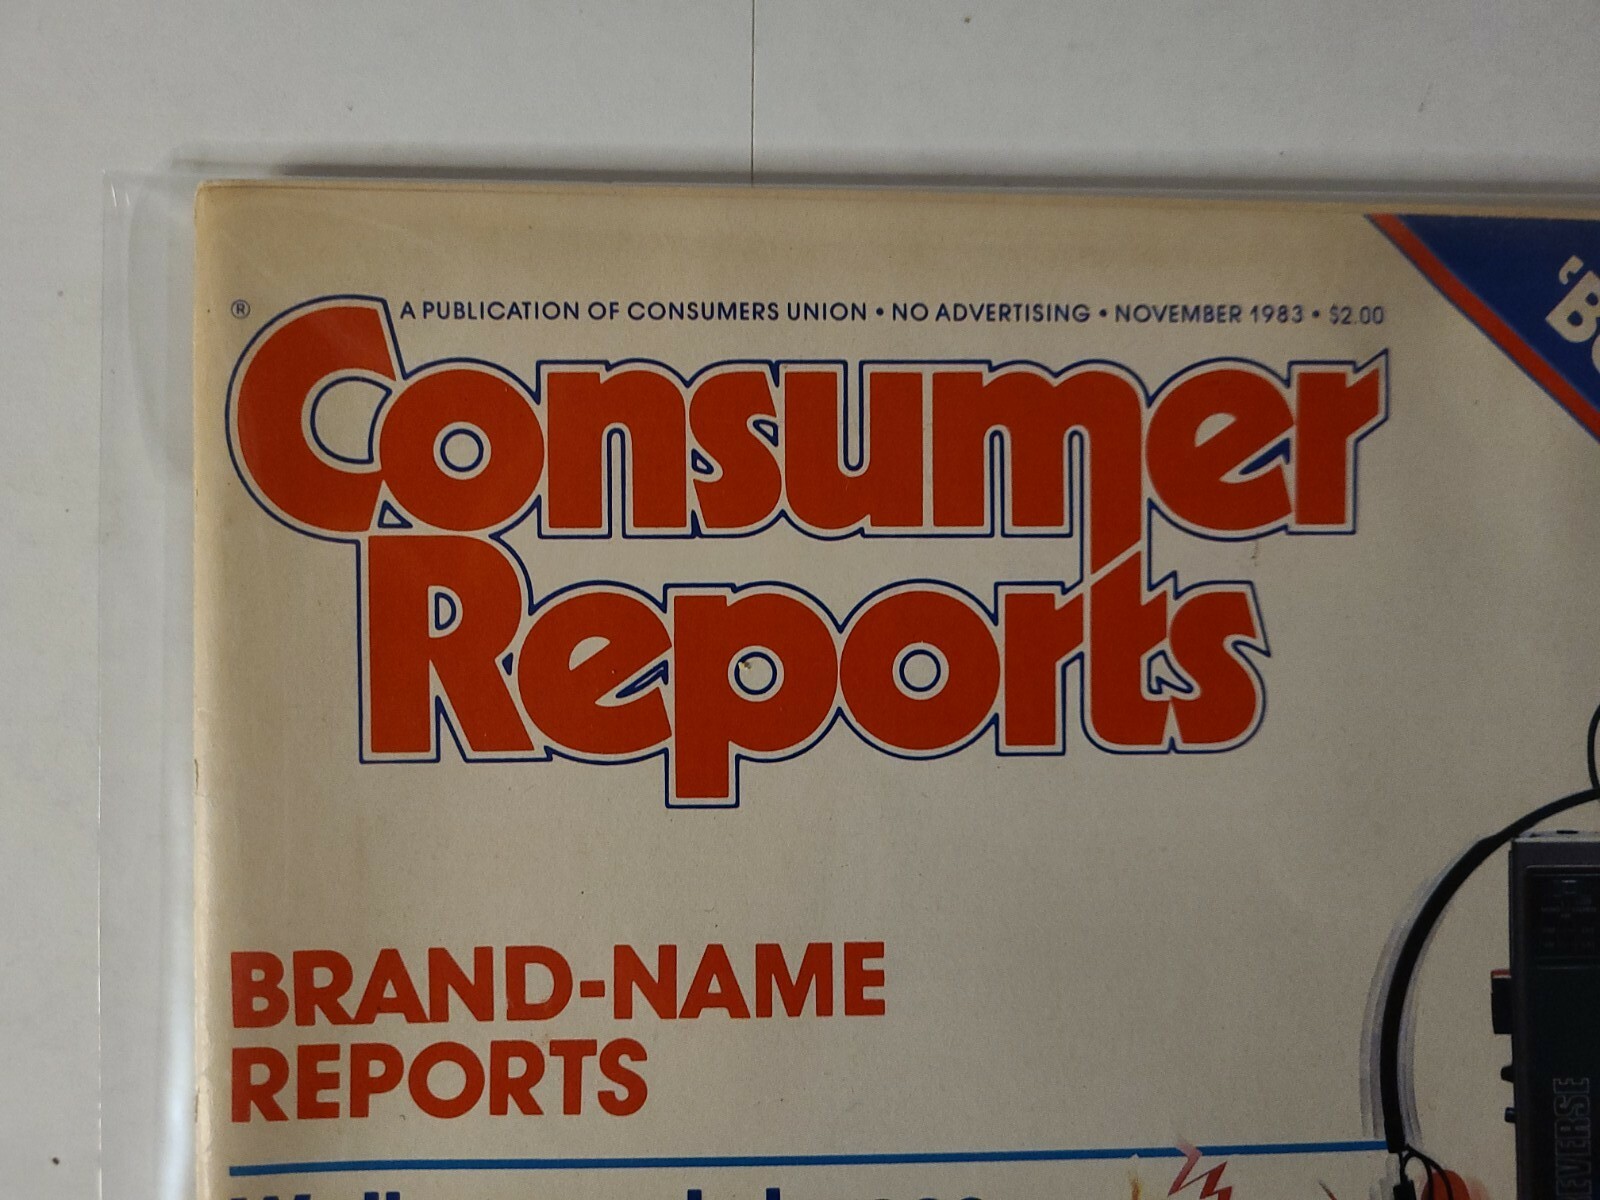 ®
A PUBLICATION OF CONSUMERS UNION • NO ADVERTISING • NOVEMBER 1983 • $2.00
Consumer
Reports
BRAND-NAME
REPORTS